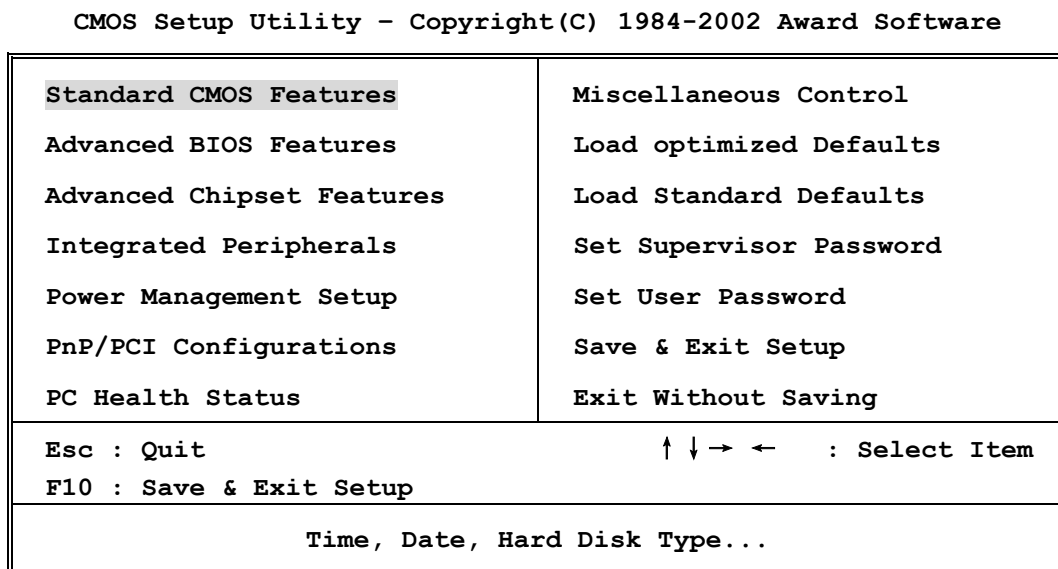 CMOS Setup Utility – Copyright(C) 1984-2002 Award Software
Standard CMOS Features
Advanced BIOS Features
Advanced Chipset Features
Integrated Peripherals
Power Management Setup
PnP/PCI Configurations
PC Health Status
Miscellaneous Control
Load optimized Defaults
Load Standard Defaults
Set Supervisor Password
Set User Password
Save & Exit Setup
Exit Without Saving
Esc : Quit
↑ ↓ → ← : Select Item
F10 : Save & Exit Setup
Time, Date, Hard Disk Type...